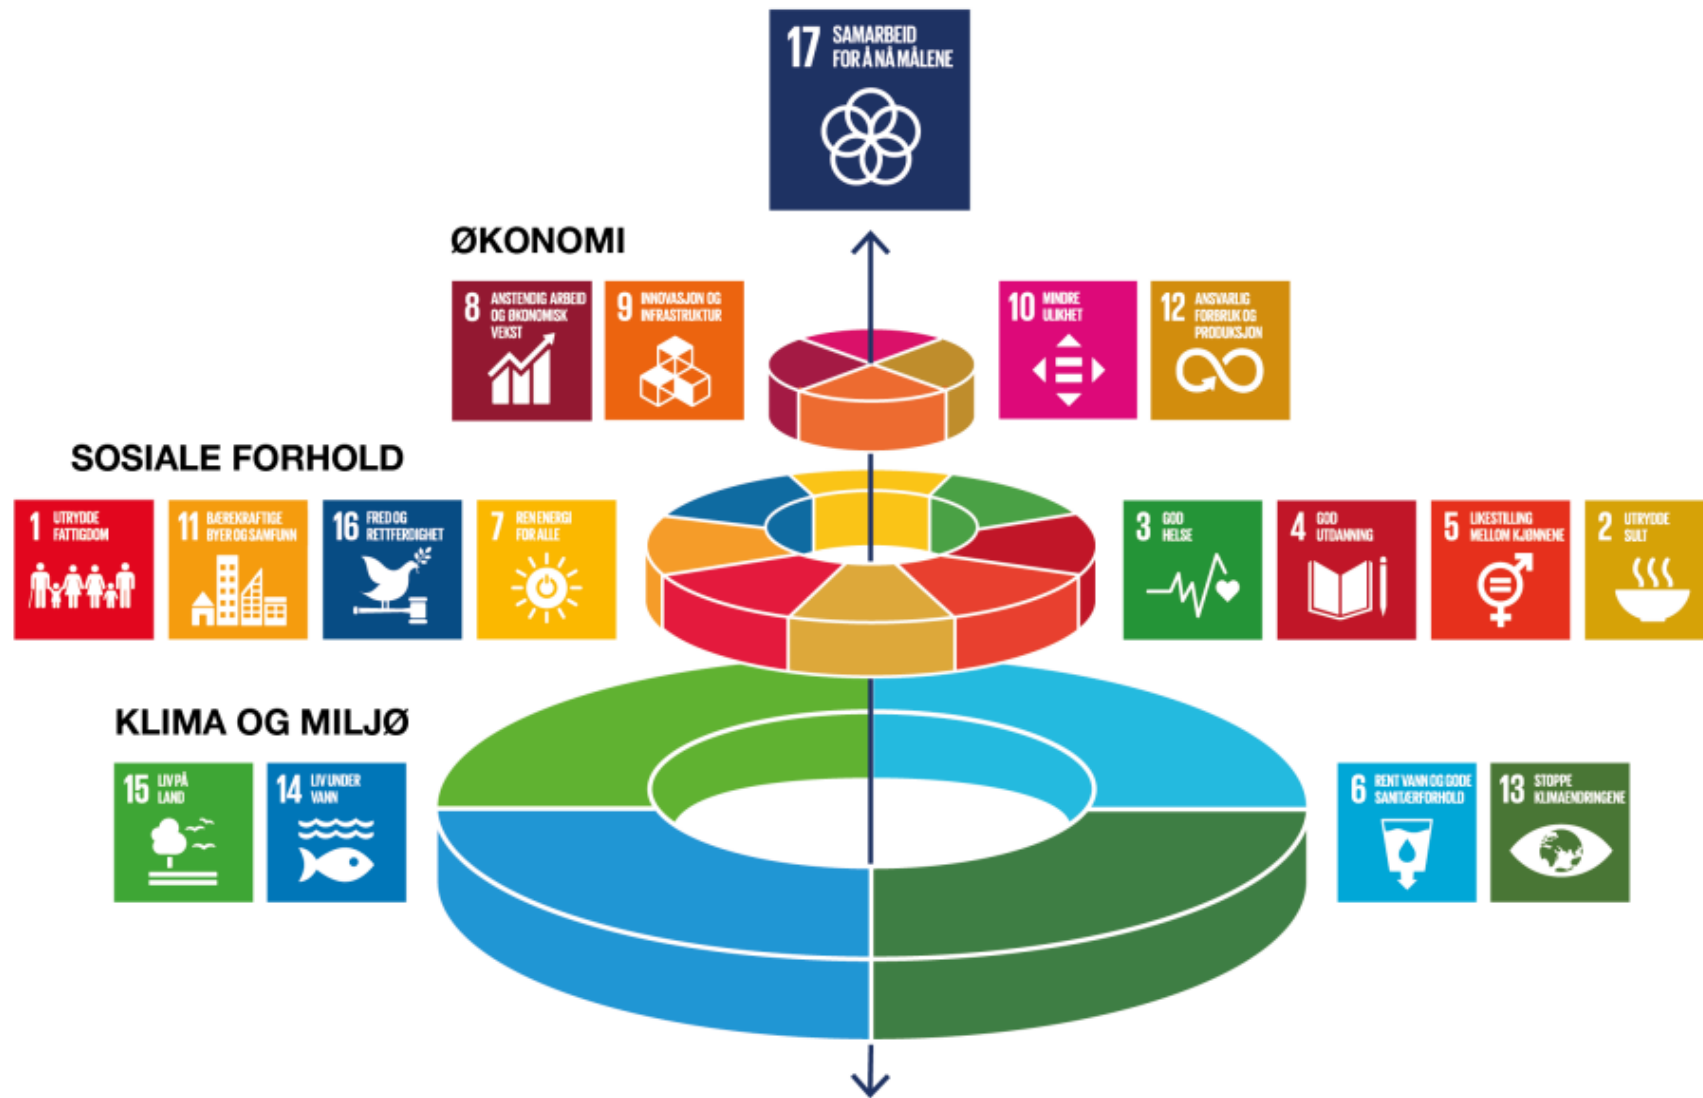 17 SAMARBEID
FOR Å NÅ MÅLENE
ØKONOMI
8 ANSTENDIG ARBEID
OG ØKONOMISK
VEKST
9 INNOVASJON OG
INFRASTRUKTUR
10 MINDRE
ULIKHET
12 ANSVARLIG
FORBRUK OG
PRODUKSJON
SOSIALE FORHOLD
1 UTRYDDE
FATTIGDOM
11 BÆREKRAFTIGE
BYER OG SAMFUNN
16 FRED OG
RETTFERDIGHET
7 REN ENERGI
FOR ALLE
3 GOD
HELSE
4 GOD
UTDANNING
5 LIKESTILLING
MELLOM KJØNNENE
2 UTRYDDE
SULT
KLIMA OG MILJØ
15 LIV PÅ
LAND
14 LIV UNDER
VANN
6 RENT VANN OG GODE
SANITÆRFORHOLD
13 STOPPE
KLIMAENDRINGENE